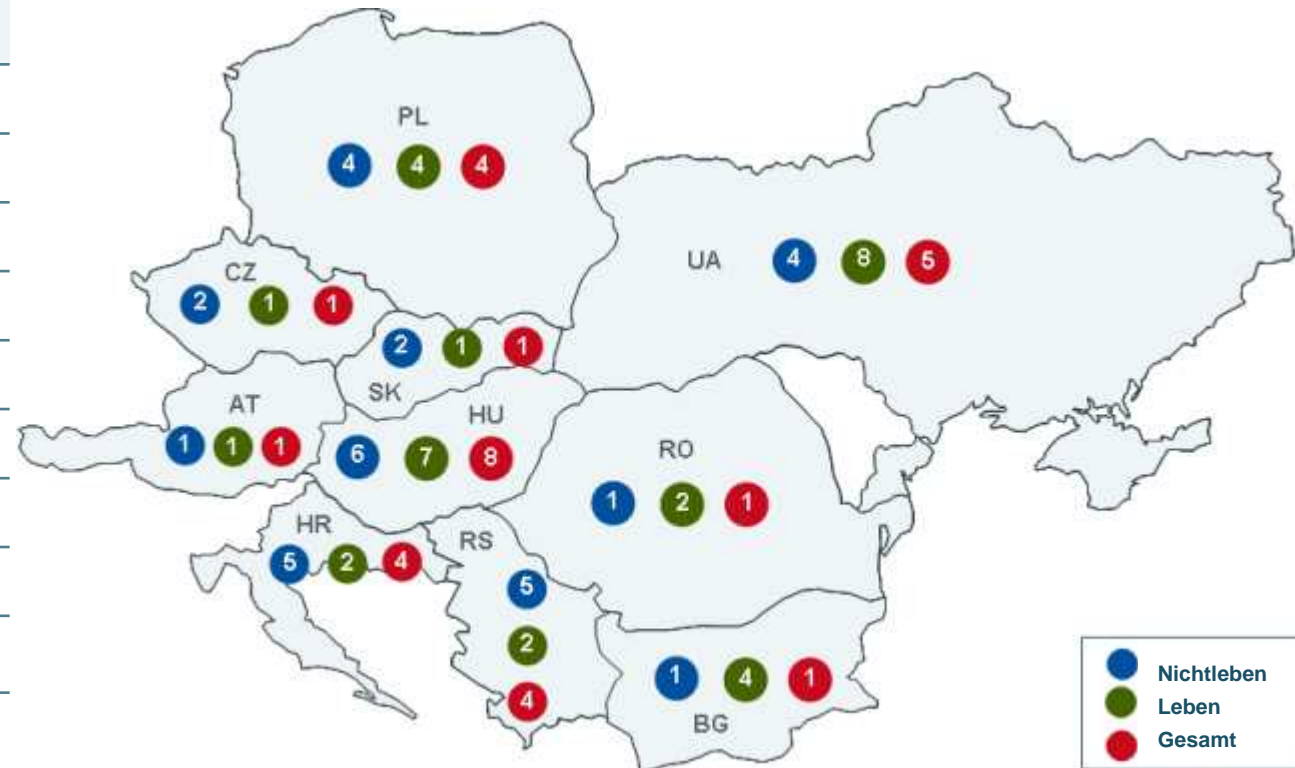 PL
4 4 4
UA 4 8 5
CZ
2 1 1
2 1 1
SK
AT
1 1 1
HU
6 7 8
RO
1 2 1
HR
5 2 4
RS
5
2
4
1 4 1
BG
Nichtleben
Leben
Gesamt